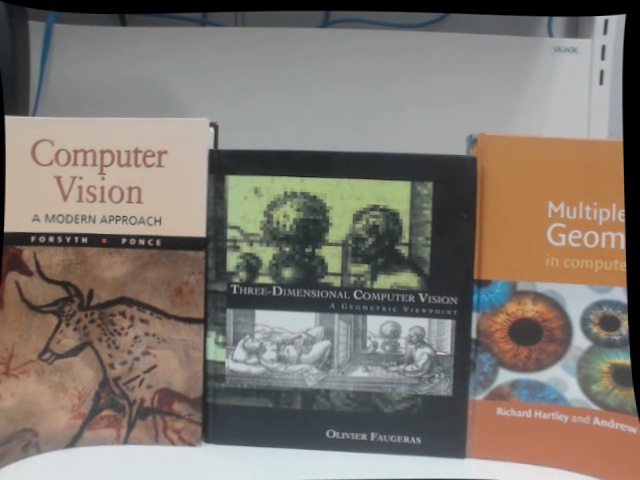 Computer
Vision
A MODERN APPROACH
FORSYTH PONCE
THREE-DIMENSIONAL COMPUTER VISION
A GEOMETRIC VIEWPOINT
OLIVIER FAUGERAS
Multiple
Geom
in compute
Richard Hartley and Andrew